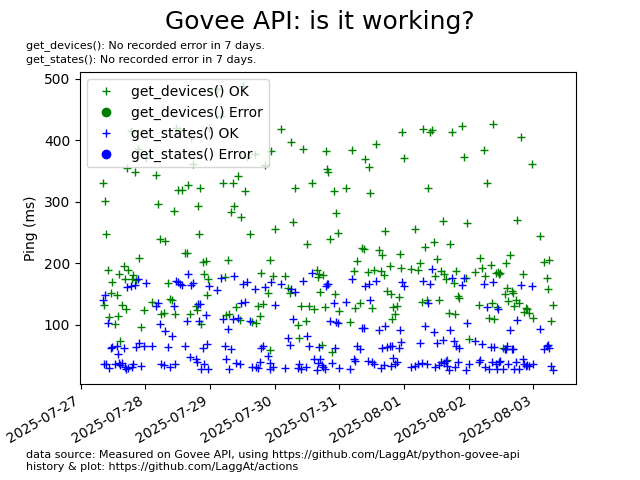 Govee API: is it working?
get_devices(): No recorded error in 7 days.
get_states(): No recorded error in 7 days.
500
400
300
200
100
Ping (ms)
get_devices() OK
get_devices() Error
get_states() OK
get_states() Error
2025-07-27
2025-07-28
2025-07-29
2025-07-30
2025-07-31
2025-08-01
2025-08-02
2025-08-03
data source: Measured on Govee API, using https://github.com/LaggAt/python-govee-api
history & plot: https://github.com/LaggAt/actions